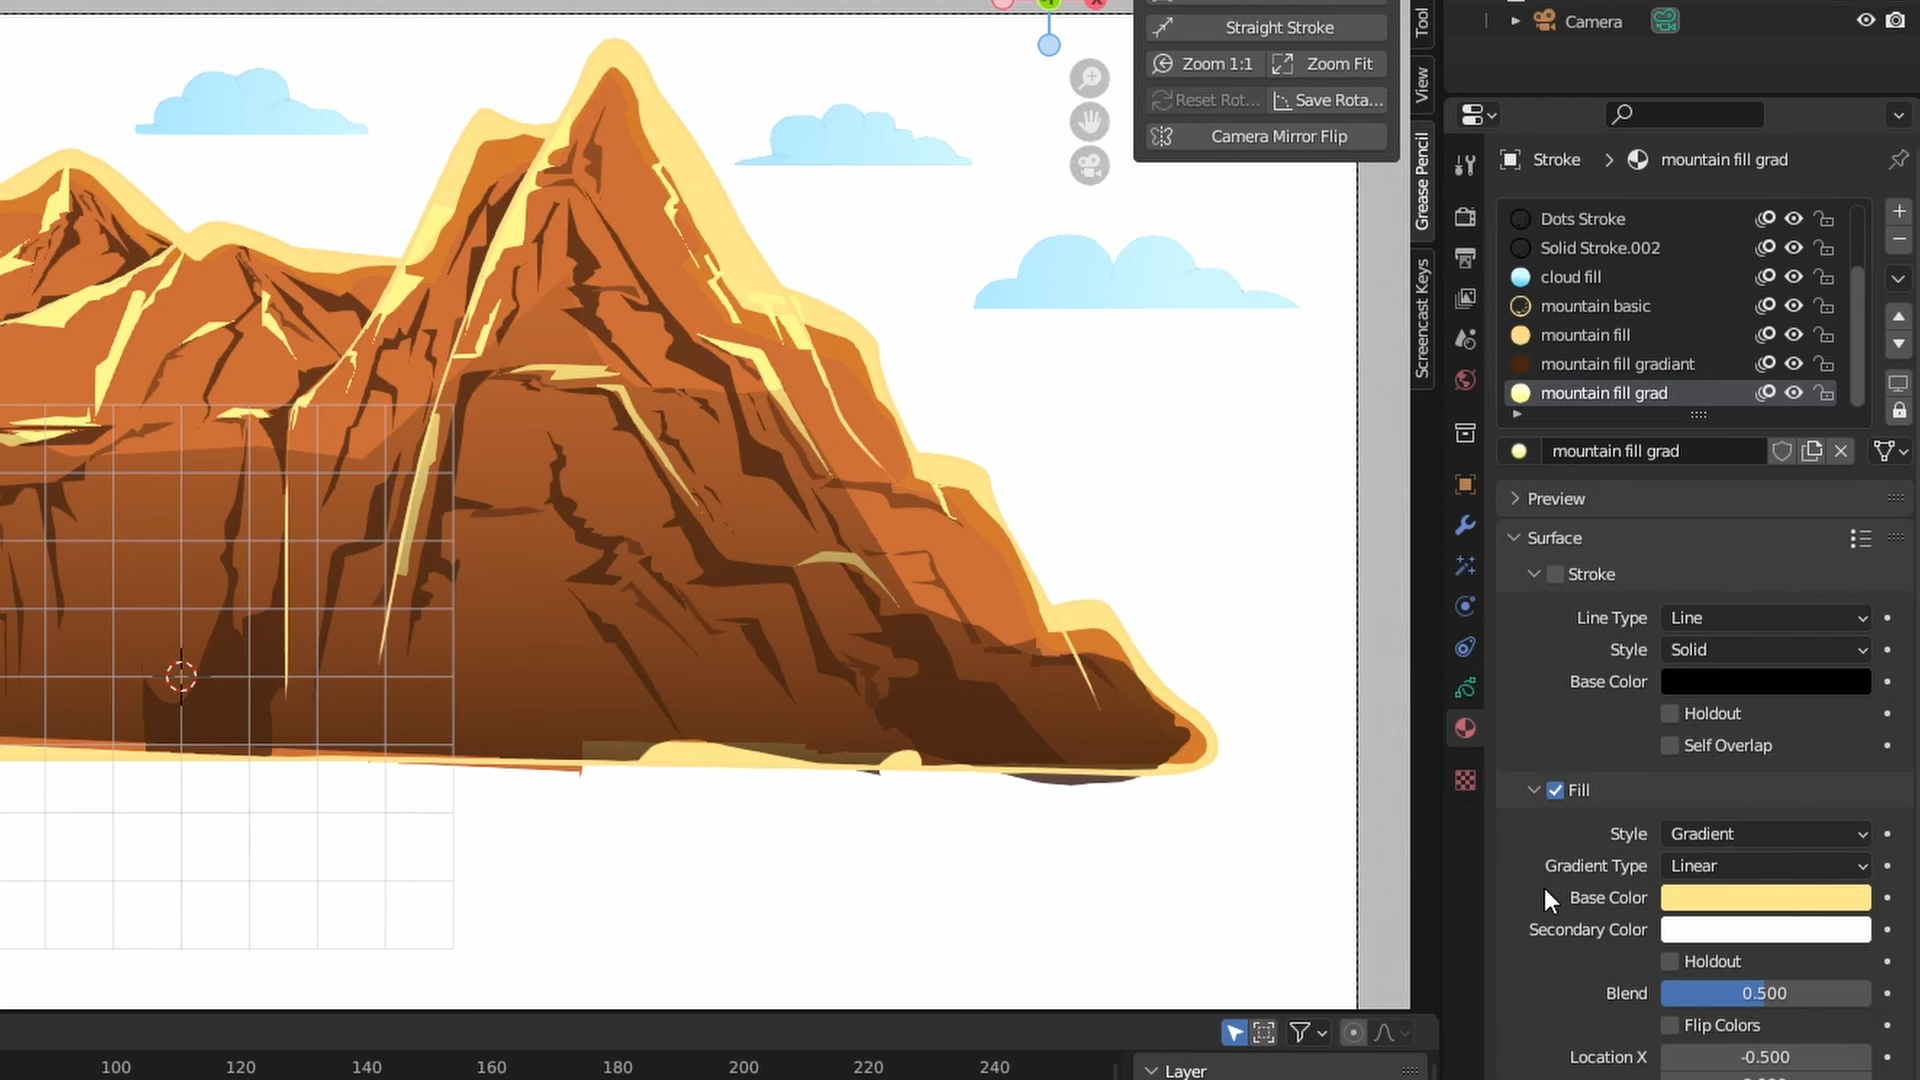 Straight Stroke
Zoom 1:1
Zoom Fit
Reset Rot...
Save Rota...
Camera Mirror Flip
Tool
View
Grease Pencil
Screencast Keys
Camera
Stroke
mountain fill grad
Dots Stroke
Solid Stroke.002
cloud fill
mountain basic
mountain fill
mountain fill gradiant
mountain fill grad
mountain fill grad
Preview
Surface
Stroke
Line Type Line
Style Solid
Base Color
Holdout
Self Overlap
Fill
Style Gradient
Gradient Type Linear
Base Color
Secondary Color
Holdout
Blend 0.500
Flip Colors
Location X -0.500
100 120 140 160 180 200 220 240
Layer